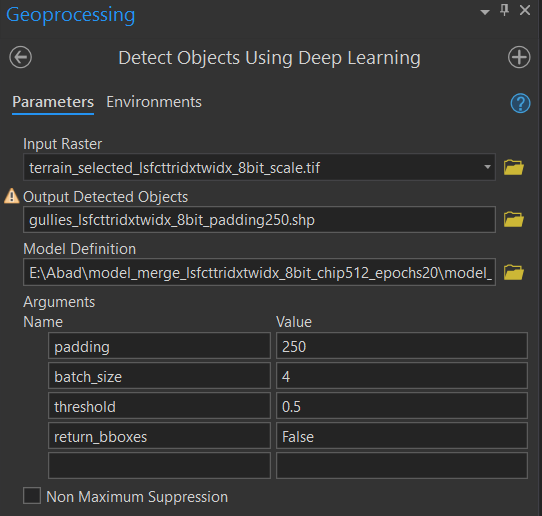 Geoprocessing
Detect Objects Using Deep Learning
Parameters Environments
Input Raster
terrain_selected_lsfcttridxtwidx_8bit_scale.tif
Output Detected Objects
gullies_lsfcttridxtwidx_8bit_padding250.shp
Model Definition
E:\Abad\model_merge_lsfcttridxtwidx_8bit_chip512_epochs20\model_
Arguments
Name Value
padding 250
batch_size 4
threshold 0.5
return_bboxes False
Non Maximum Suppression